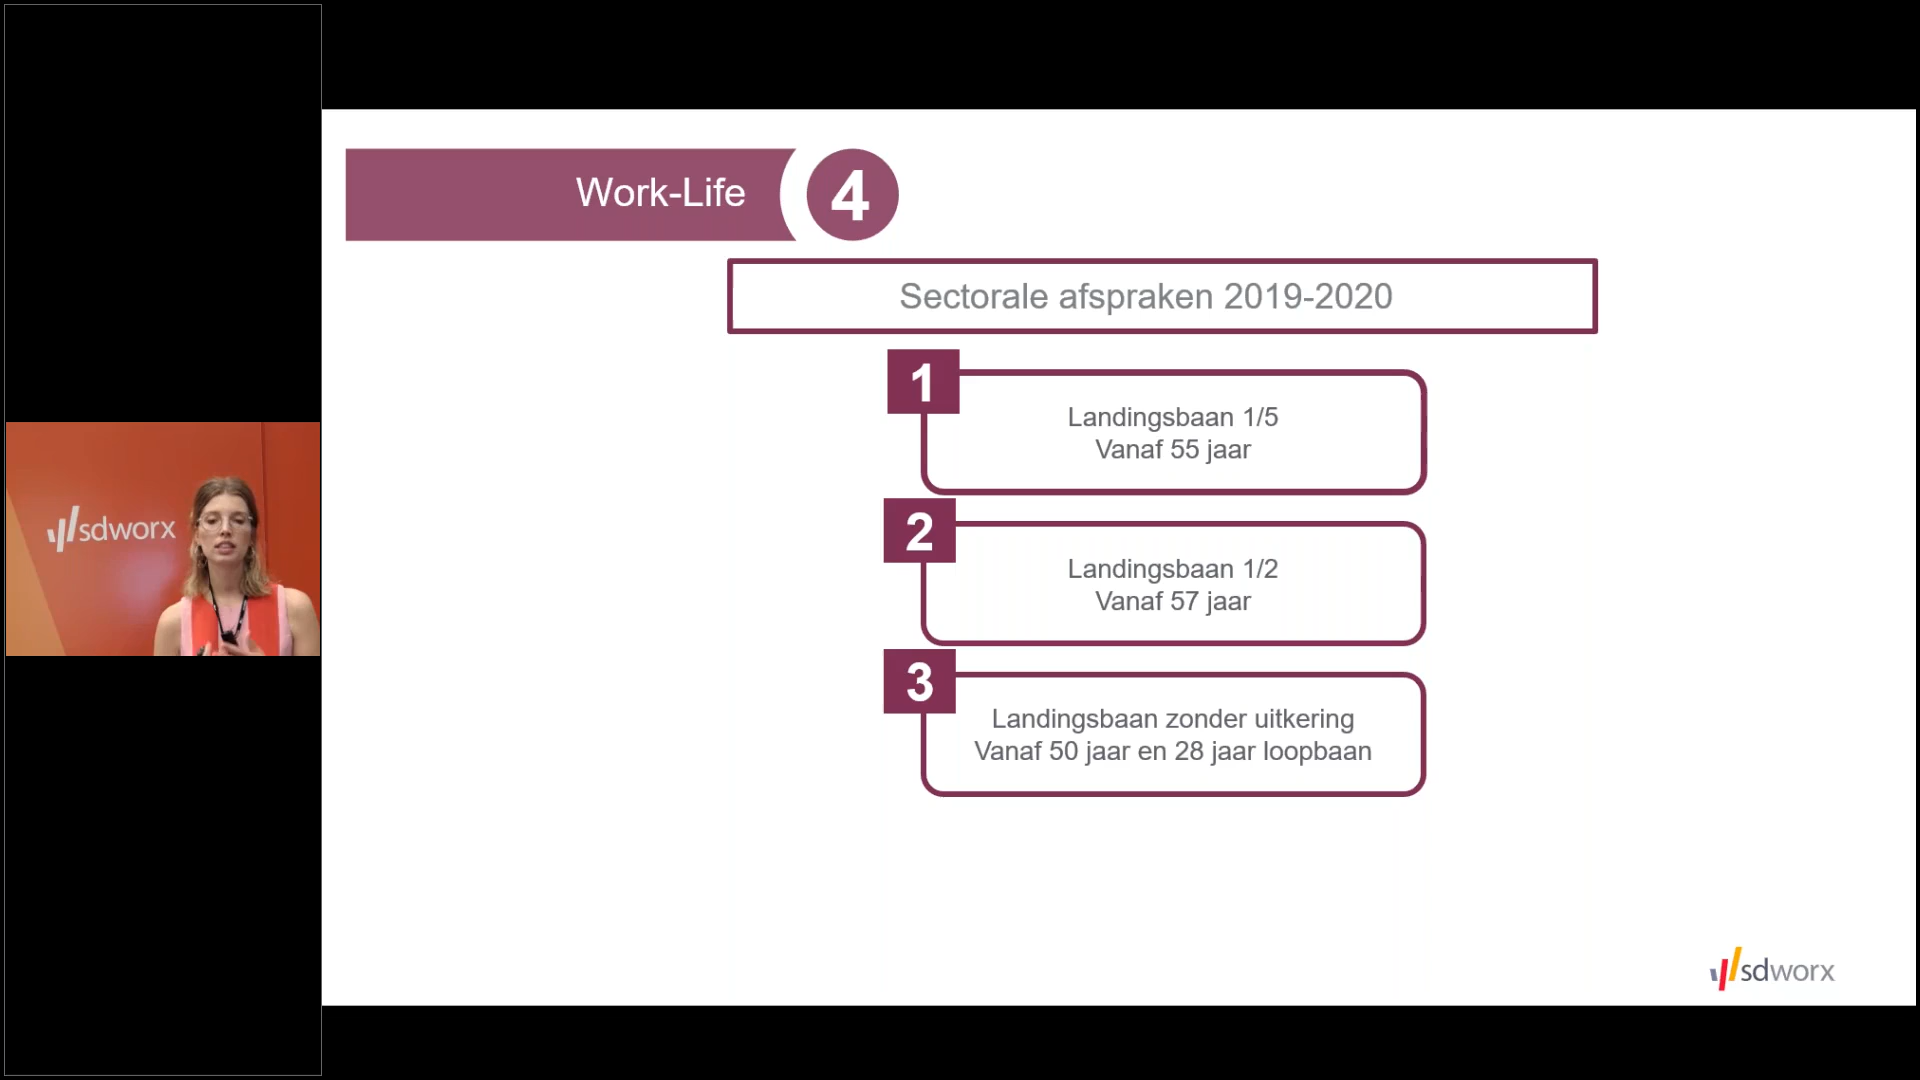 Work-Life
4
Sectorale afspraken 2019-2020
1
Landingsbaan 1/5
Vanaf 55 jaar
2
Landingsbaan 1/2
Vanaf 57 jaar
3
Landingsbaan zonder uitkering
Vanaf 50 jaar en 28 jaar loopbaan
sdworx
sdworx